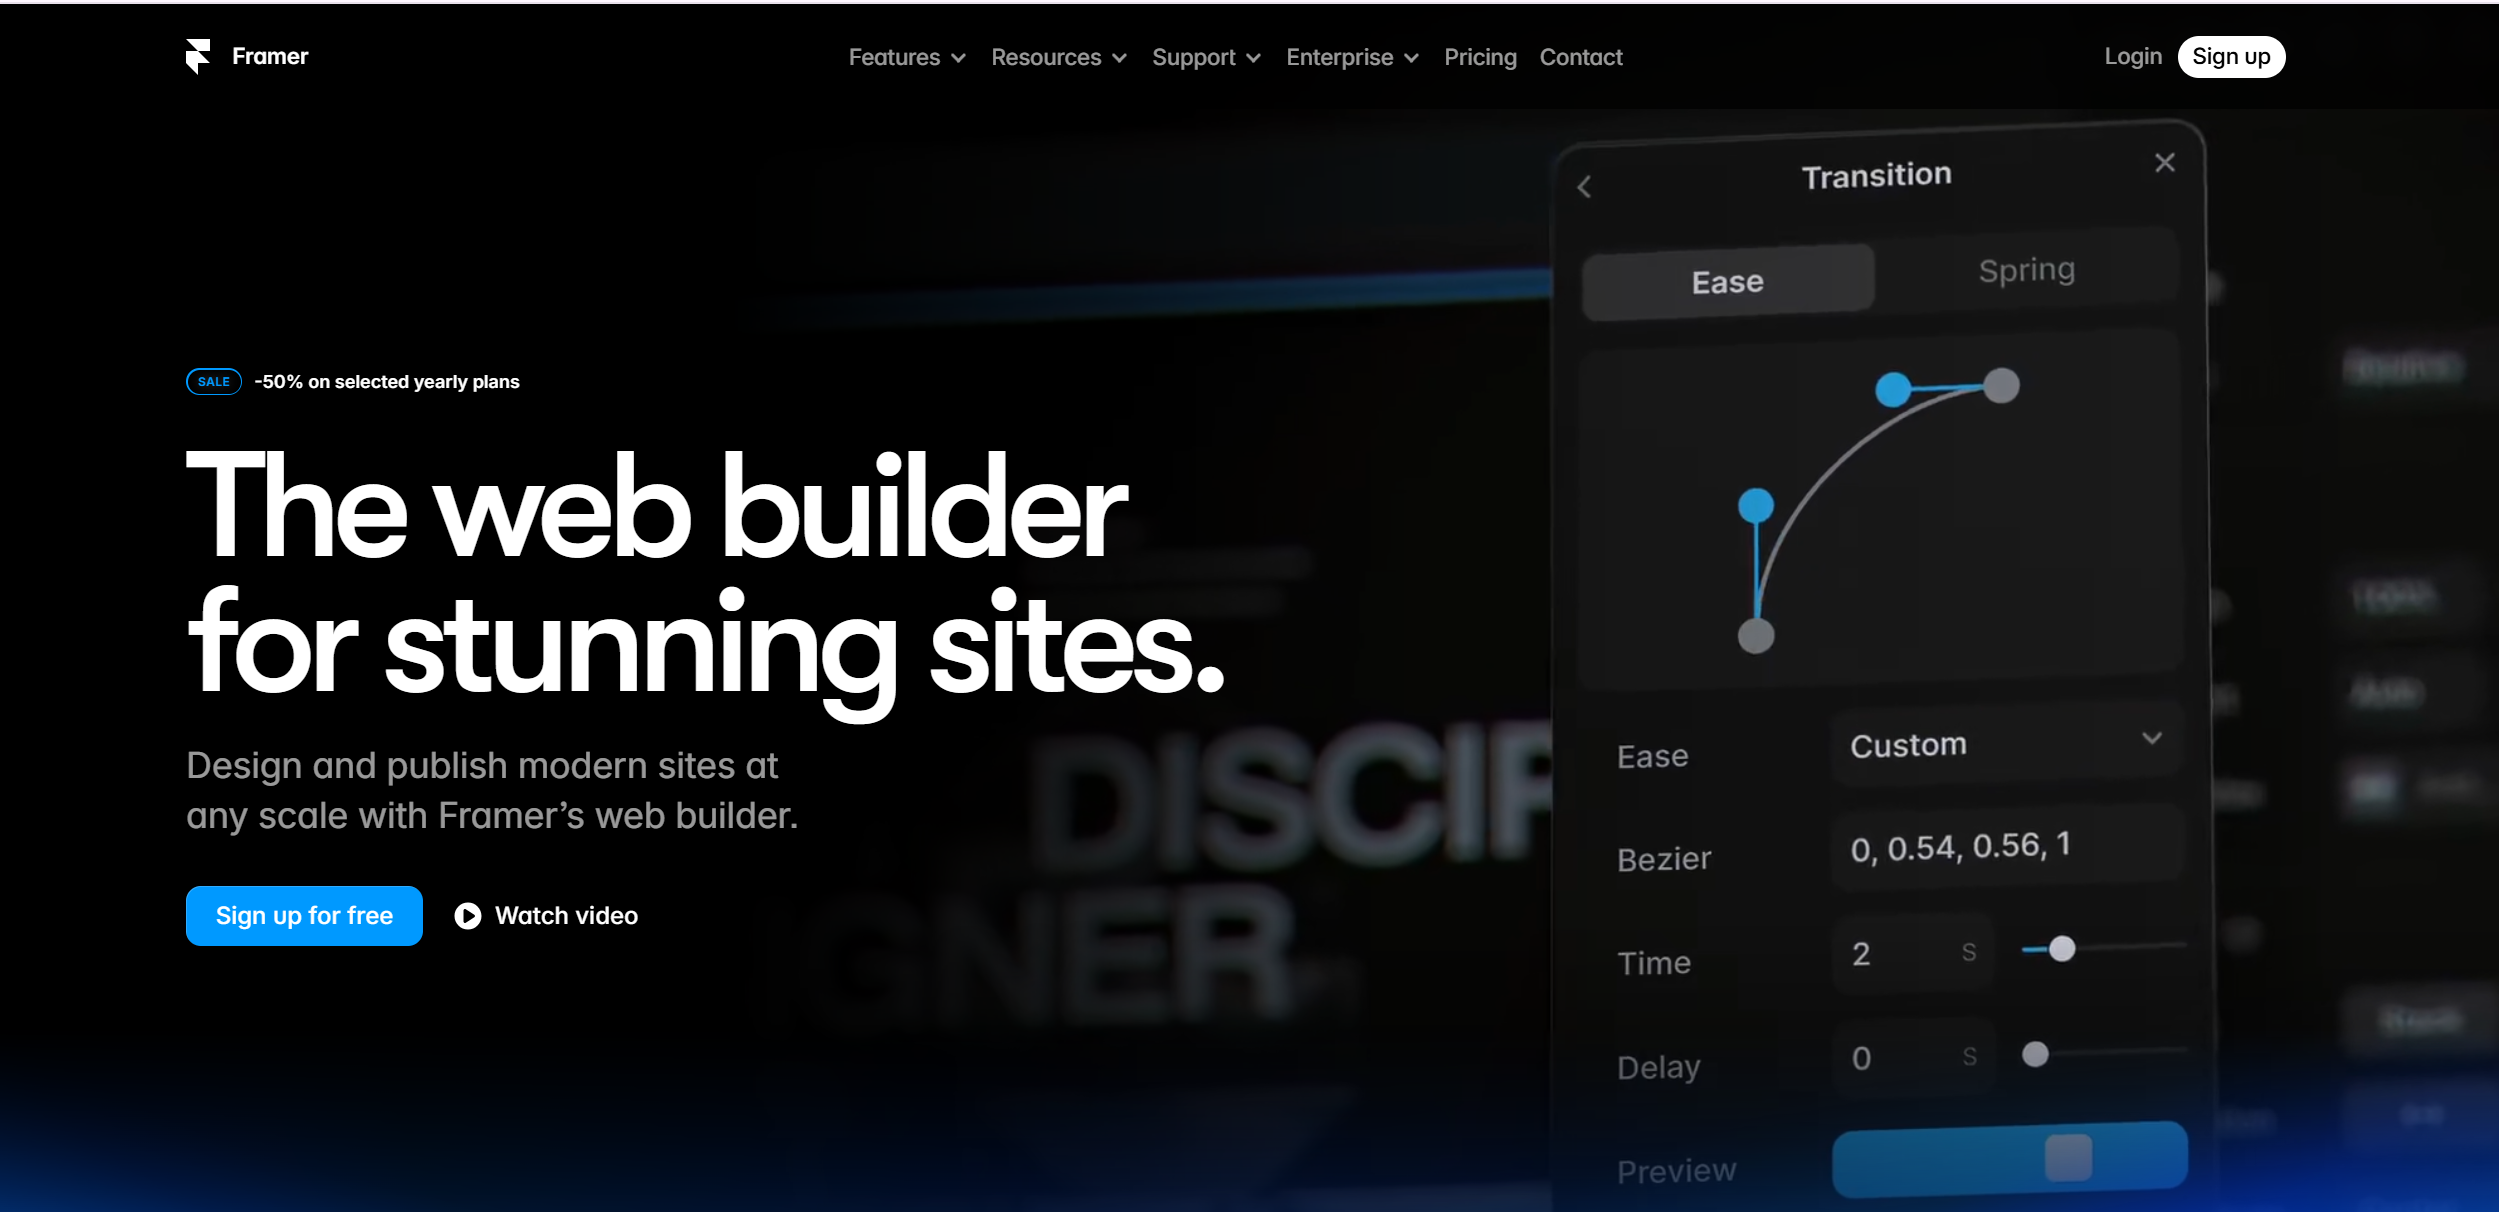 Framer
Features
Resources
Support
Enterprise
Pricing
Contact
Login
Sign up
SALE
-50% on selected yearly plans
The web builder
for stunning sites.
Design and publish modern sites at
any scale with Framer’s web builder.
Sign up for free
Watch video
DISCIP
GNER
Transition
Ease
Spring
Ease
Custom
Bezier
0, 0.54, 0.56, 1
Time
2
S
Delay
0
S
Preview